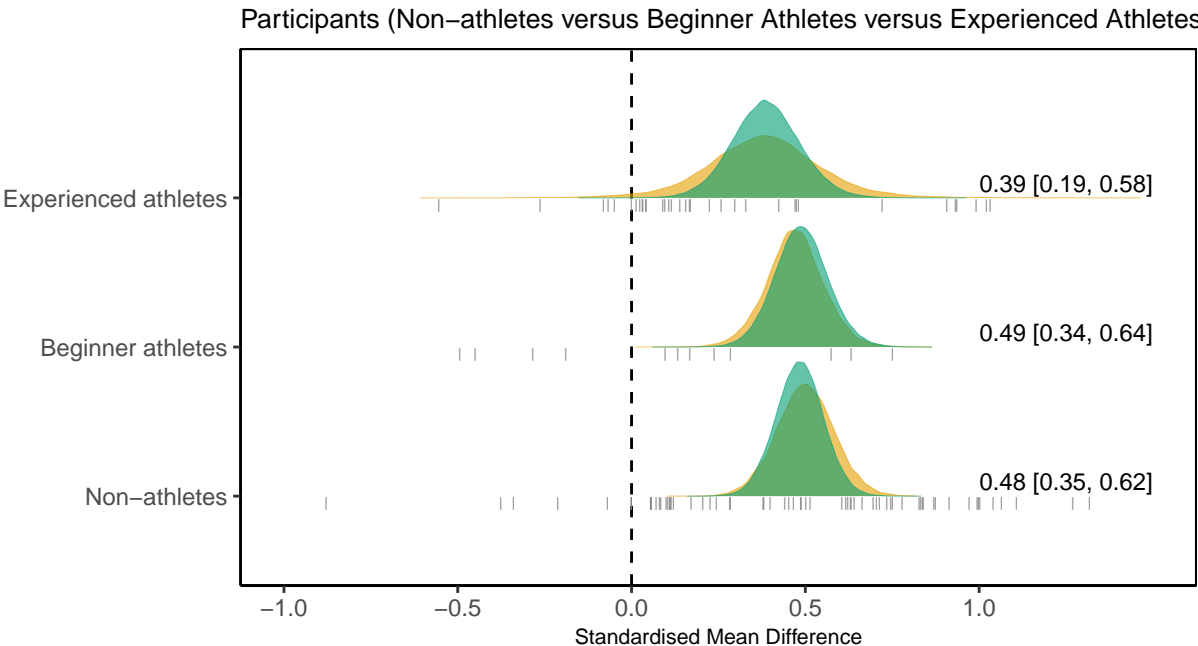 Participants (Non−athletes versus Beginner Athletes versus Experienced Athletes
Experienced athletes
0.39 [0.19, 0.58]
Beginner athletes
0.49 [0.34, 0.64]
Non−athletes
0.48 [0.35, 0.62]
−1.0 −0.5 0.0 0.5 1.0
Standardised Mean Difference